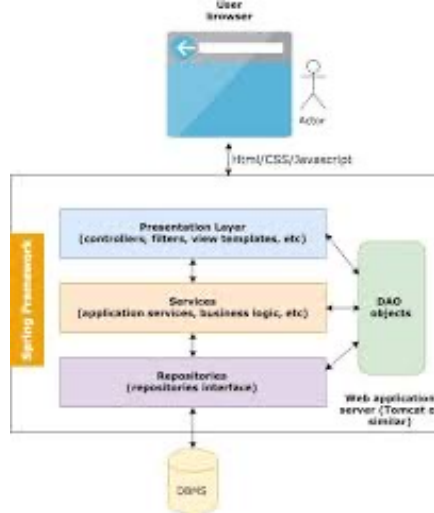 User
browser
Actor
Html/CSS/Javascript
Spring Framework
Presentation Layer
(controllers, filters, view templates, etc)
Services
(application services, business logic, etc)
Repositories
(repositories interface)
DAO
objects
Web application
server (Tomcat o
similar)
DBMS